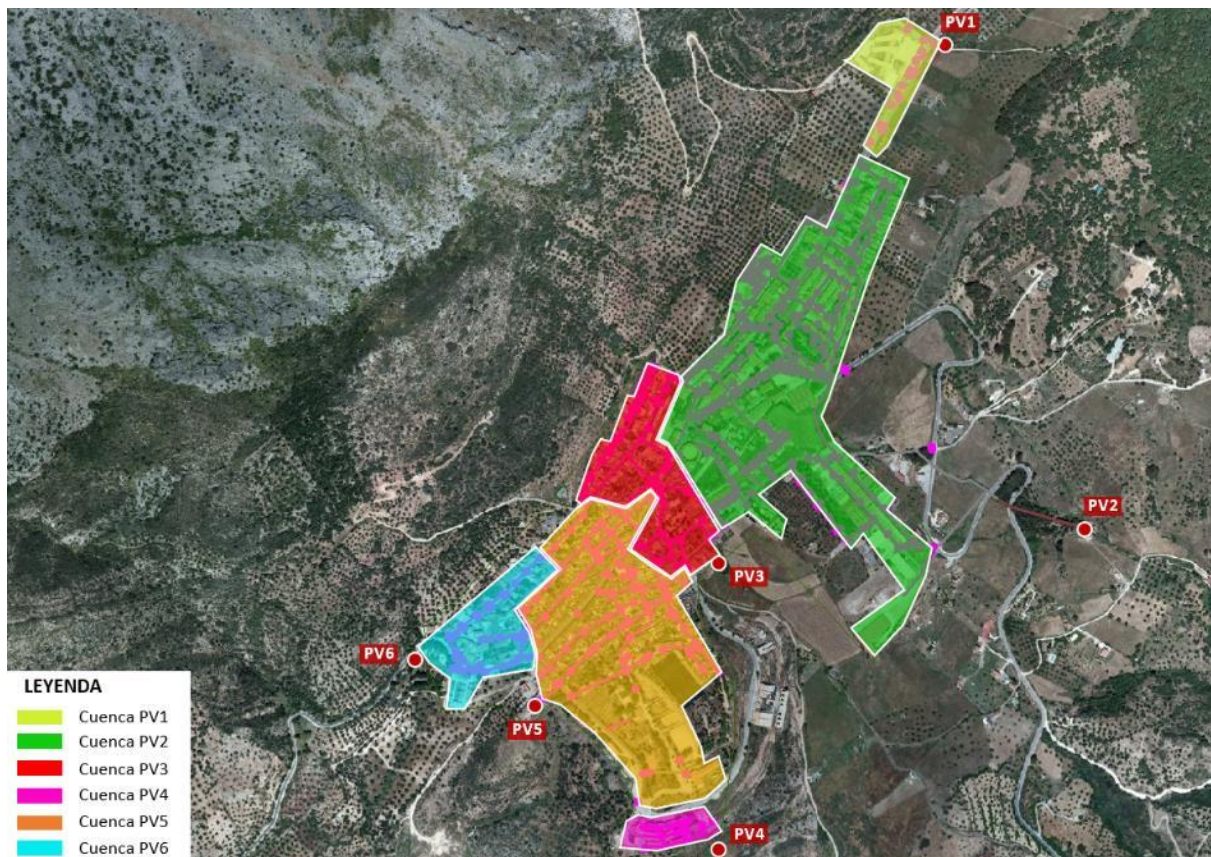 PV1
PV2
PV3
PV6
PV5
PV4
LEYENDA
Cuenca PV1
Cuenca PV2
Cuenca PV3
Cuenca PV4
Cuenca PV5
Cuenca PV6